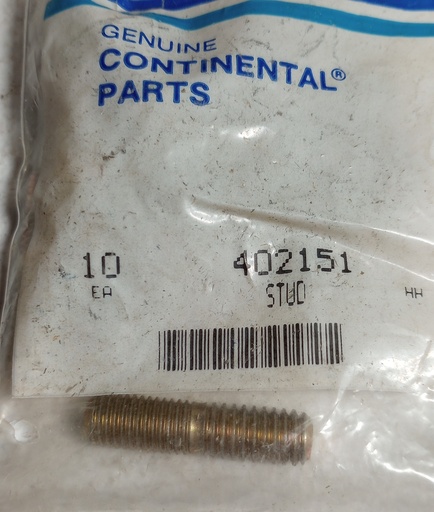 GENUINE
CONTINENTAL®
PARTS
10 402151
EA STUD HH